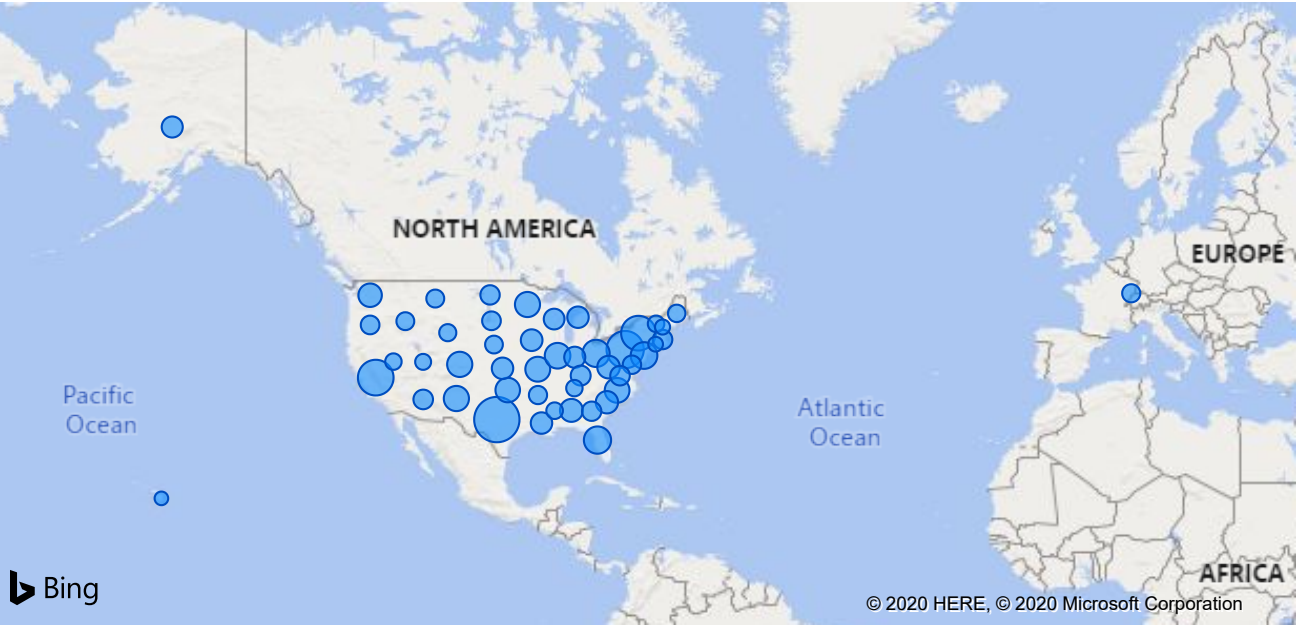 NORTH AMERICA
EUROPE
Pacific
Ocean
Atlantic
Ocean
AFRICA
Bing
© 2020 HERE, © 2020 Microsoft Corporation